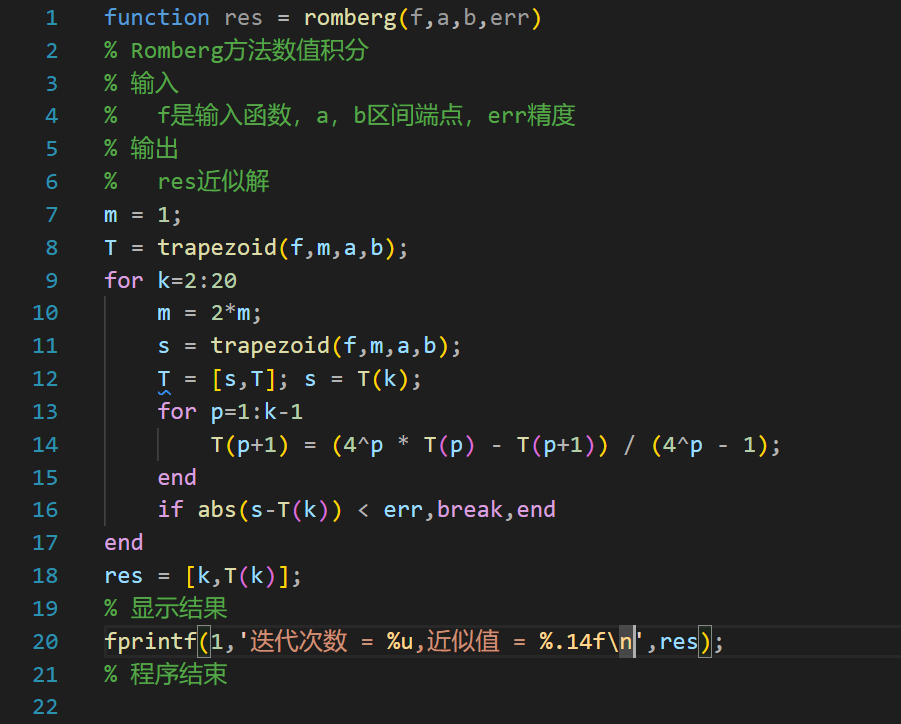 1 function res = romberg(f,a,b,err)
2 % Romberg方法数值积分
3 % 输入
4 %   f是输入函数，a，b区间端点，err精度
5 % 输出
6 %   res近似解
7 m = 1;
8 T = trapezoid(f,m,a,b);
9 for k=2:20
10     m = 2*m;
11     s = trapezoid(f,m,a,b);
12     T = [s,T]; s = T(k);
13     for p=1:k-1
14         T(p+1) = (4^p * T(p) - T(p+1)) / (4^p - 1);
15     end
16     if abs(s-T(k)) < err,break,end
17 end
18 res = [k,T(k)];
19 % 显示结果
20 fprintf(1,'迭代次数 = %u,近似值 = %.14f\n',res);
21 % 程序结束
22